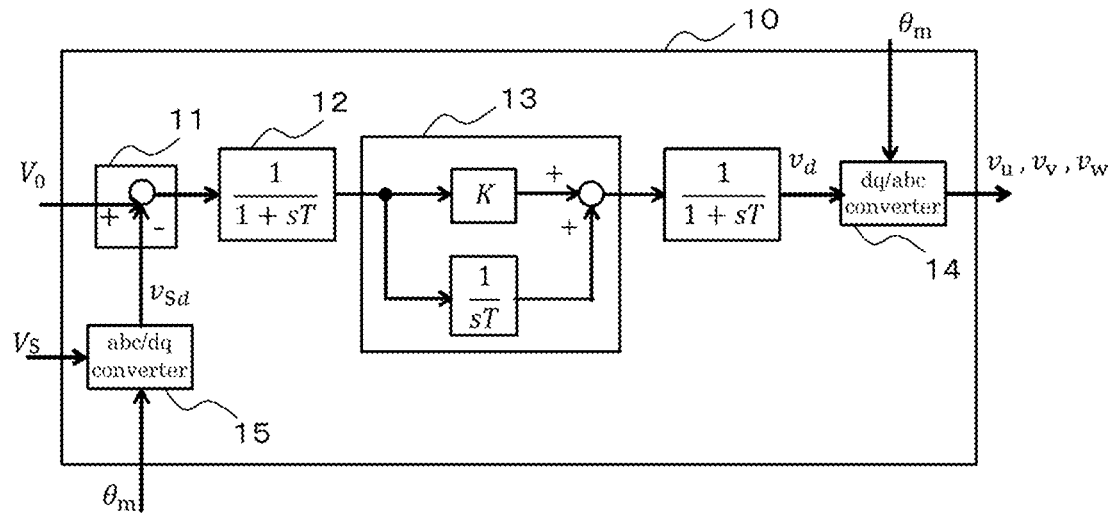 10
θm
11
12
13
V0
+
-
1
1 + sT
K
+
+
1
sT
1
1 + sT
vd
dq/abc
converter
vu , vv , vw
14
vSd
VS
abc/dq
converter
15
θm